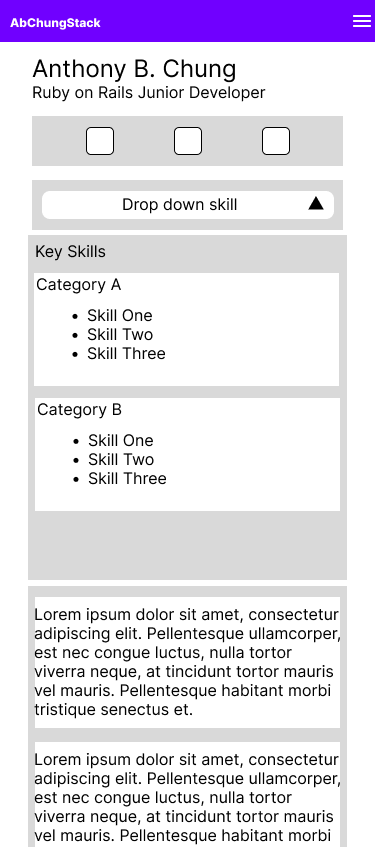 AbChungStack
Anthony B. Chung
Ruby on Rails Junior Developer
Drop down skill
Key Skills
Category A
• Skill One
• Skill Two
• Skill Three
Category B
• Skill One
• Skill Two
• Skill Three
Lorem ipsum dolor sit amet, consectetur
adipiscing elit. Pellentesque ullamcorper,
est nec congue luctus, nulla tortor
viverra neque, at tincidunt tortor mauris
vel mauris. Pellentesque habitant morbi
tristique senectus et.
Lorem ipsum dolor sit amet, consectetur
adipiscing elit. Pellentesque ullamcorper,
est nec congue luctus, nulla tortor
viverra neque, at tincidunt tortor mauris
vel mauris. Pellentesque habitant morbi